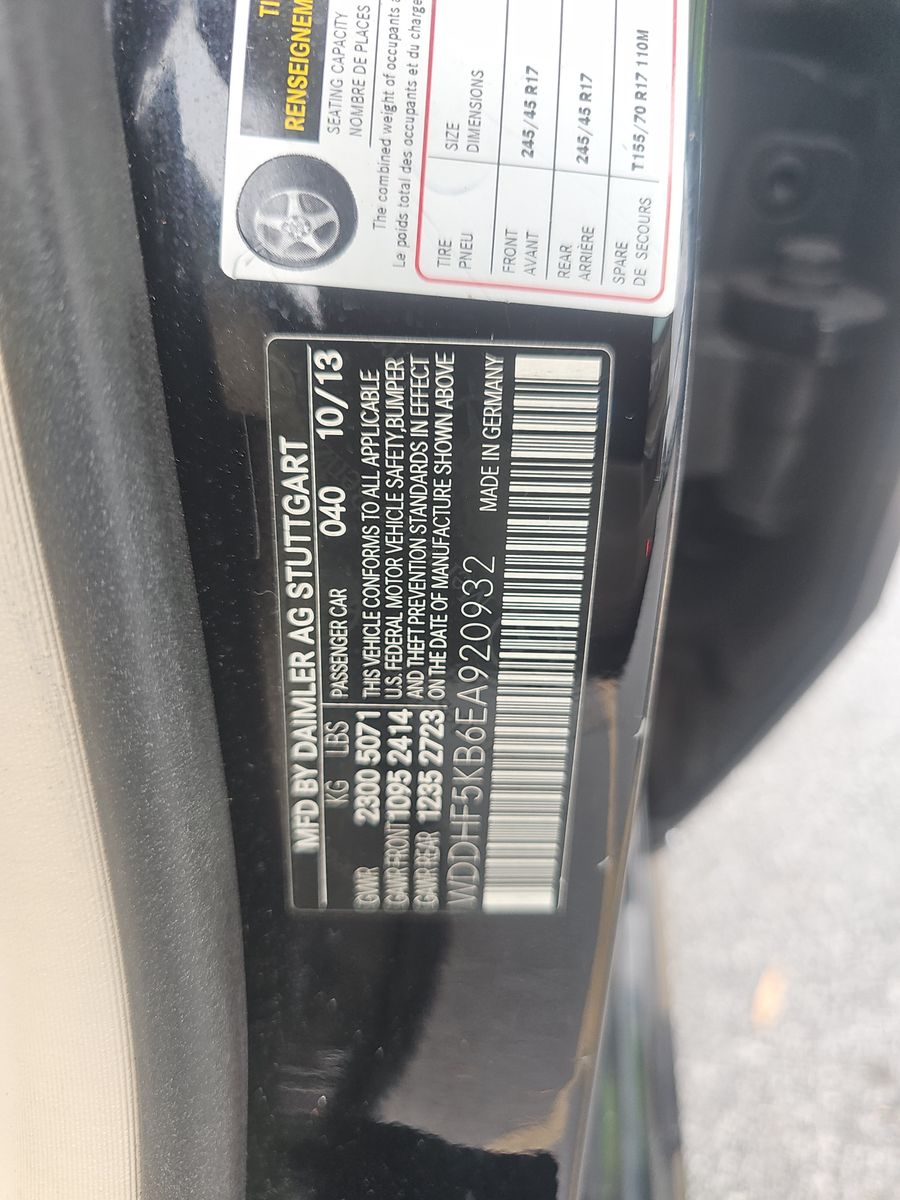 TI
RENSEIGNEM
SEATING CAPACITY
NOMBRE DE PLACES
The combined weight of occupants
Le poids total des occupants et du charge
TIRE SIZE
PNEU DIMENSIONS
FRONT 245/45 R17
AVANT
REAR 245/45 R17
ARRIÈRE
SPARE T155/70 R17 110M
DE SECOURS
MFD BY DAIMLER AG STUTTGART
KG LBS PASSENGER CAR 040 10/13
GVWR 2300 5071 THIS VEHICLE CONFORMS TO ALL APPLICABLE
GAWR FRONT 1095 2414 U.S. FEDERAL MOTOR VEHICLE SAFETY,BUMPER
GAWR REAR 1235 2723 AND THEFT PREVENTION STANDARDS IN EFFECT
ON THE DATE OF MANUFACTURE SHOWN ABOVE
WDDHF5KB6EA920932 MADE IN GERMANY